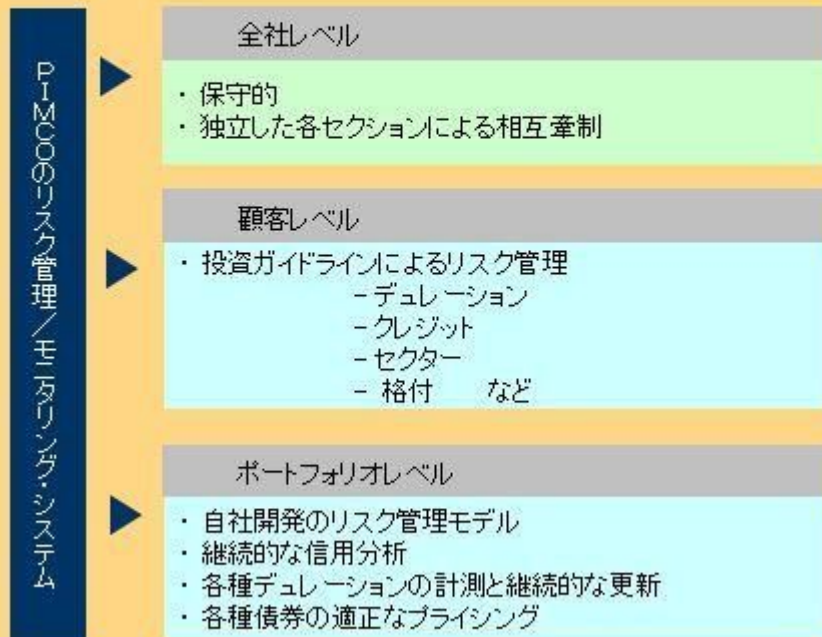 PIMCOのリスク管理/モニタリング・システム
全社レベル
・ 保守的
・ 独立した各セクションによる相互牽制
顧客レベル
・ 投資ガイドラインによるリスク管理
－デュレーション
－クレジット
－セクター
－ 格付　　など
ポートフォリオレベル
・ 自社開発のリスク管理モデル
・ 継続的な信用分析
・ 各種デュレーションの計測と継続的な更新
・ 各種債券の適正なプライシング